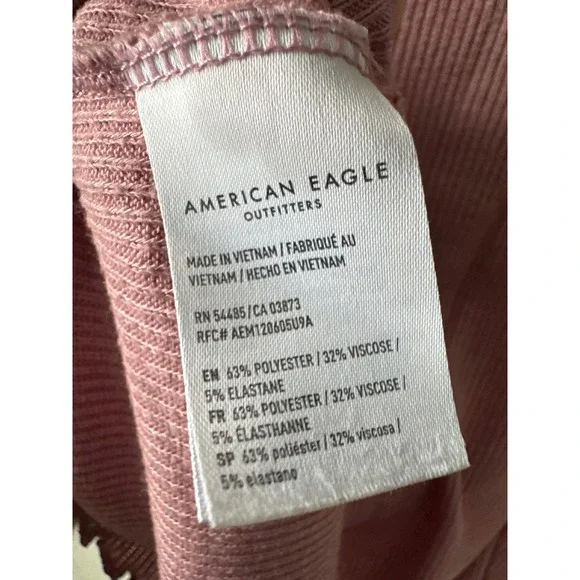 AMERICAN EAGLE
OUTFITTERS
MADE IN VIETNAM / FABRIQUÉ AU
VIETNAM / HECHO EN VIETNAM
RN 54485 / CA 03873
RFC# AEM120605U9A
EN 63% POLYESTER / 32% VISCOSE /
5% ELASTANE
FR 63% POLYESTER / 32% VISCOSE /
5% ÉLASTHANNE
SP 63% poliéster / 32% viscosa /
5% elastano